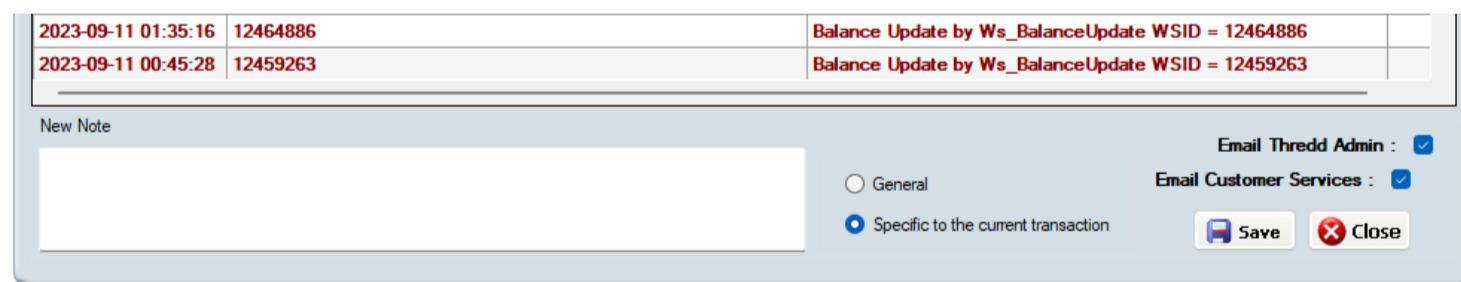 2023-09-11 01:35:16 12464886 Balance Update by Ws_BalanceUpdate WSID = 12464886
2023-09-11 00:45:28 12459263 Balance Update by Ws_BalanceUpdate WSID = 12459263
New Note
Email Thredd Admin :
General
Email Customer Services :
Specific to the current transaction
Save
Close